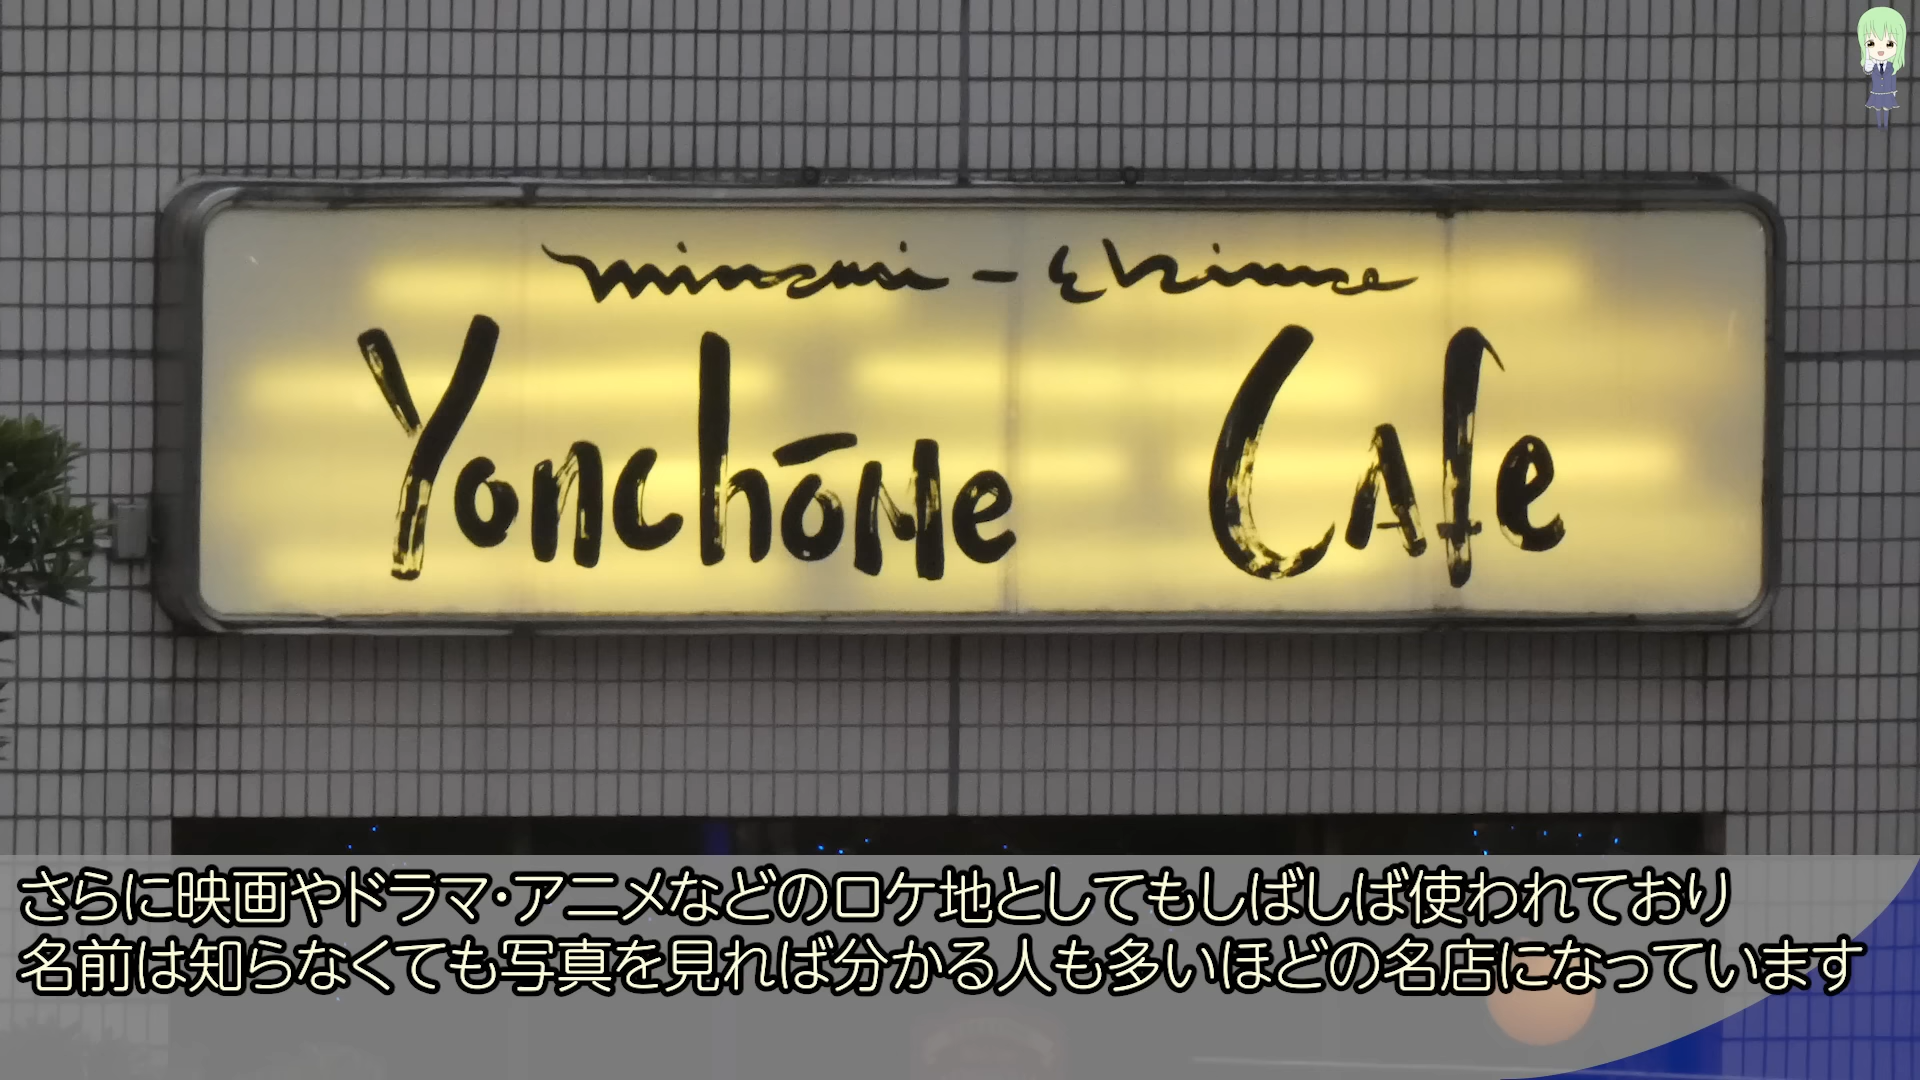 minami-ekimae
Yonchōme Cafe
さらに映画やドラマ・アニメなどのロケ地としてもしばしば使われており
名前は知らなくても写真を見れば分かる人も多いほどの名店になっています